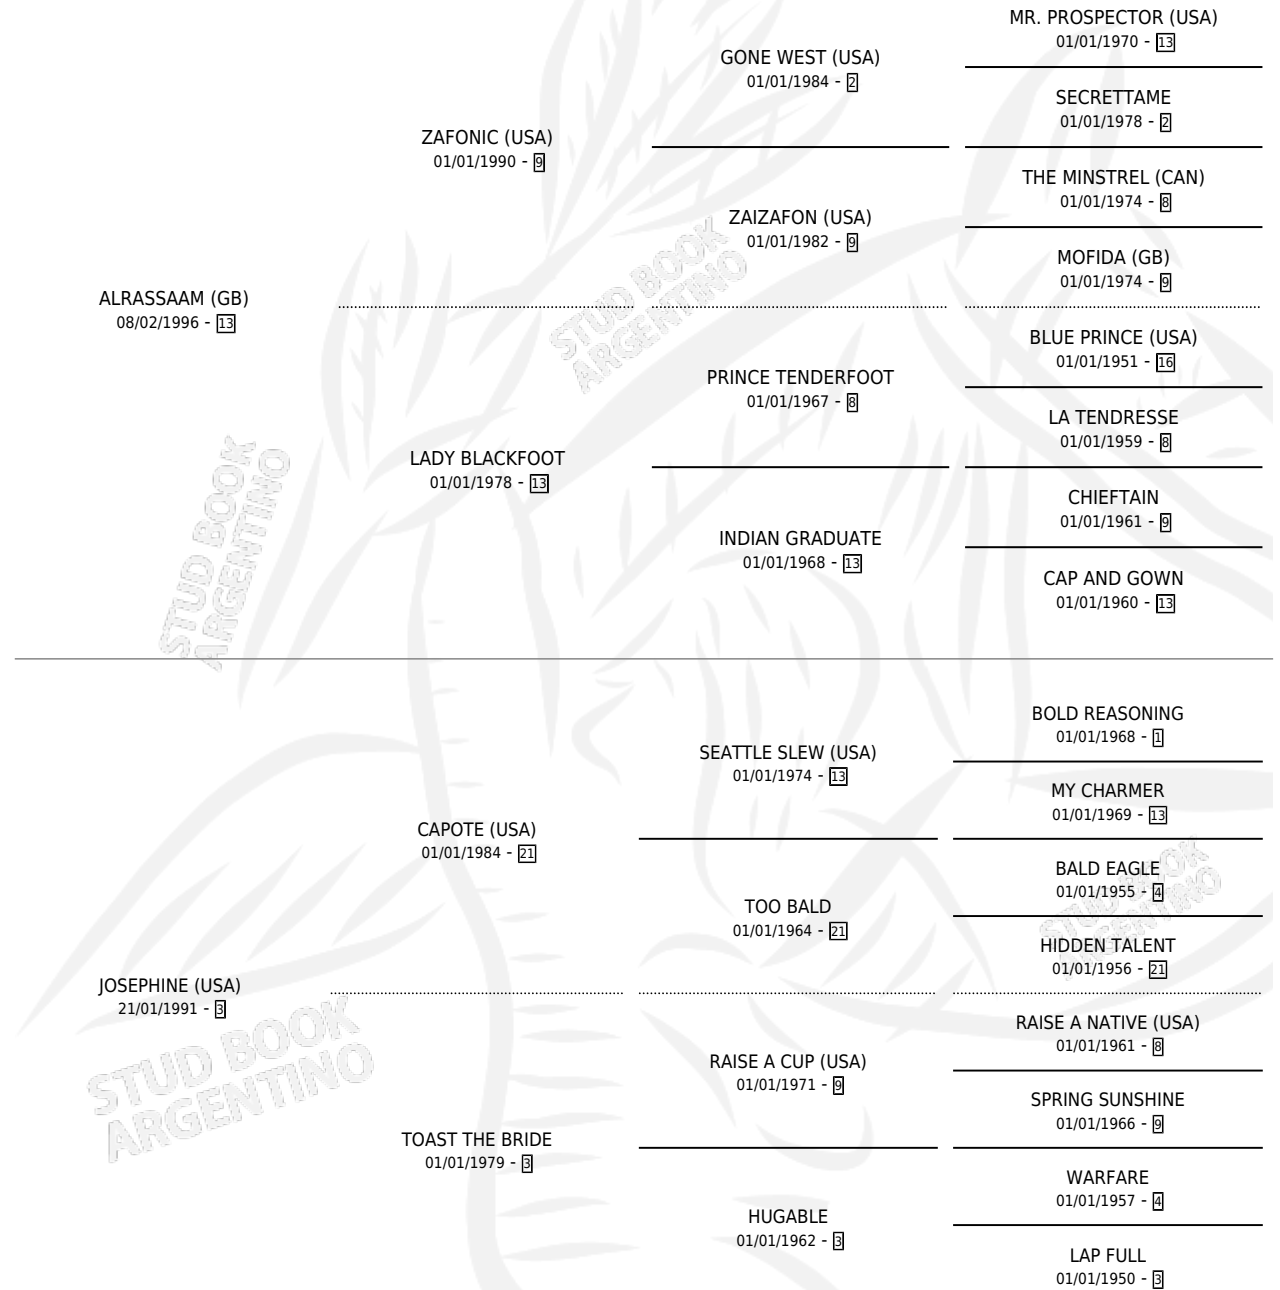 MR. PROSPECTOR (USA)
01/01/1970 - 13
GONE WEST (USA)
01/01/1984 - 2
SECRETTAME
01/01/1978 - 2
ZAFONIC (USA)
01/01/1990 - 9
THE MINSTREL (CAN)
01/01/1974 - 8
ZAIZAFON (USA)
01/01/1982 - 9
MOFIDA (GB)
01/01/1974 - 9
ALRASSAAM (GB)
08/02/1996 - 13
BLUE PRINCE (USA)
01/01/1951 - 16
PRINCE TENDERFOOT
01/01/1967 - 8
LA TENDRESSE
01/01/1959 - 8
LADY BLACKFOOT
01/01/1978 - 13
CHIEFTAIN
01/01/1961 - 9
INDIAN GRADUATE
01/01/1968 - 13
CAP AND GOWN
01/01/1960 - 13
BOLD REASONING
01/01/1968 - 1
SEATTLE SLEW (USA)
01/01/1974 - 13
MY CHARMER
01/01/1969 - 13
CAPOTE (USA)
01/01/1984 - 21
BALD EAGLE
01/01/1955 - 4
TOO BALD
01/01/1964 - 21
HIDDEN TALENT
01/01/1956 - 21
JOSEPHINE (USA)
21/01/1991 - 3
RAISE A NATIVE (USA)
01/01/1961 - 8
RAISE A CUP (USA)
01/01/1971 - 9
SPRING SUNSHINE
01/01/1966 - 9
TOAST THE BRIDE
01/01/1979 - 3
WARFARE
01/01/1957 - 4
HUGABLE
01/01/1962 - 3
LAP FULL
01/01/1950 - 3
STUD BOOK
ARGENTINO
STUD BOOK
ARGENTINO
STUD BOOK
ARGENTINO
STUD BOOK
ARGENTINO